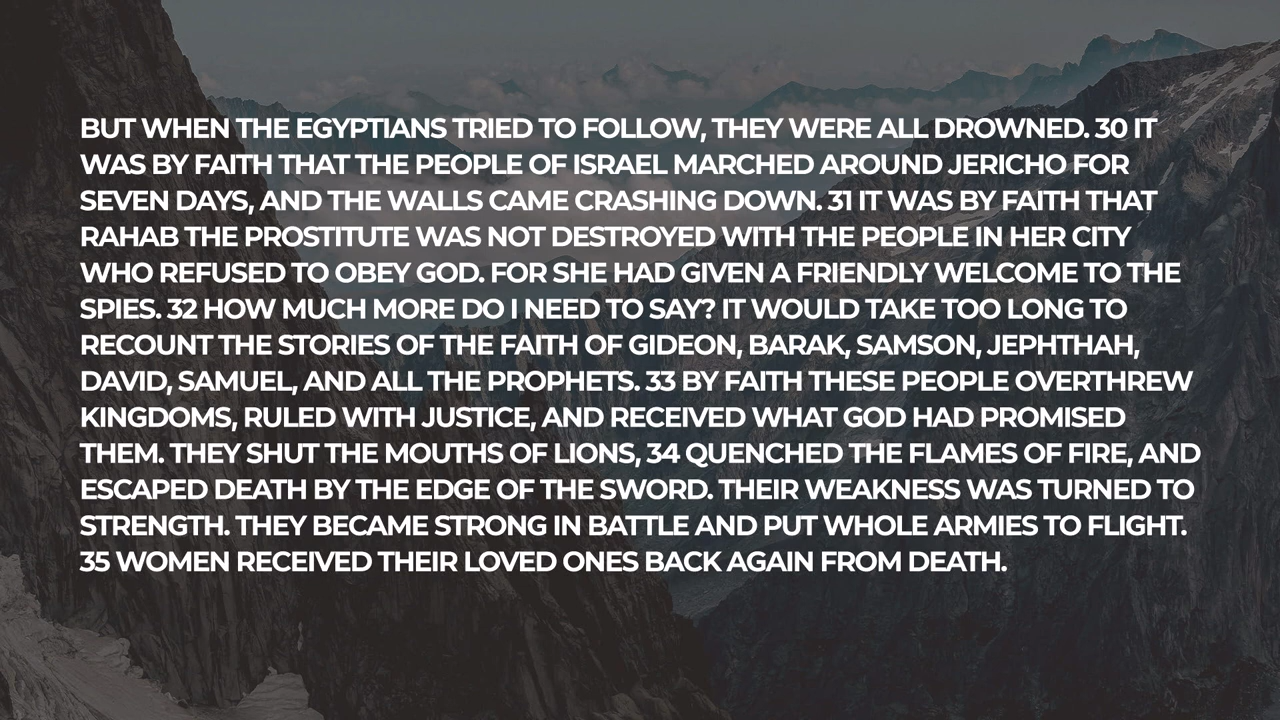 BUT WHEN THE EGYPTIANS TRIED TO FOLLOW, THEY WERE ALL DROWNED. 30 IT
WAS BY FAITH THAT THE PEOPLE OF ISRAEL MARCHED AROUND JERICHO FOR
SEVEN DAYS, AND THE WALLS CAME CRASHING DOWN. 31 IT WAS BY FAITH THAT
RAHAB THE PROSTITUTE WAS NOT DESTROYED WITH THE PEOPLE IN HER CITY
WHO REFUSED TO OBEY GOD. FOR SHE HAD GIVEN A FRIENDLY WELCOME TO THE
SPIES. 32 HOW MUCH MORE DO I NEED TO SAY? IT WOULD TAKE TOO LONG TO
RECOUNT THE STORIES OF THE FAITH OF GIDEON, BARAK, SAMSON, JEPHTHAH,
DAVID, SAMUEL, AND ALL THE PROPHETS. 33 BY FAITH THESE PEOPLE OVERTHREW
KINGDOMS, RULED WITH JUSTICE, AND RECEIVED WHAT GOD HAD PROMISED
THEM. THEY SHUT THE MOUTHS OF LIONS, 34 QUENCHED THE FLAMES OF FIRE, AND
ESCAPED DEATH BY THE EDGE OF THE SWORD. THEIR WEAKNESS WAS TURNED TO
STRENGTH. THEY BECAME STRONG IN BATTLE AND PUT WHOLE ARMIES TO FLIGHT.
35 WOMEN RECEIVED THEIR LOVED ONES BACK AGAIN FROM DEATH.